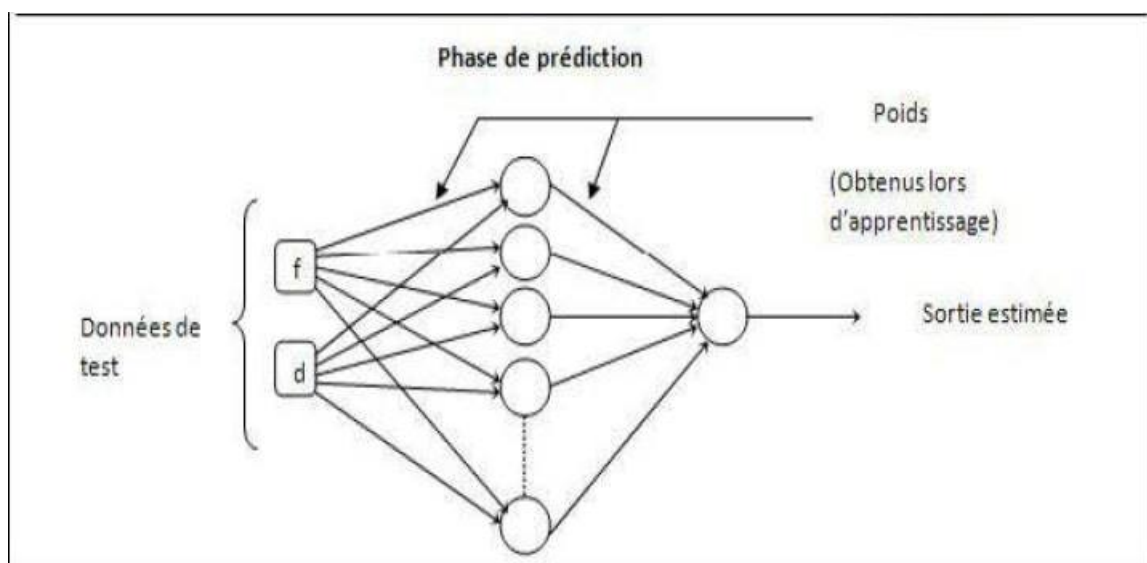 Phase de prédiction
Poids
(Obtenus lors
d'apprentissage)
f
d
Données de
test
Sortie estimée